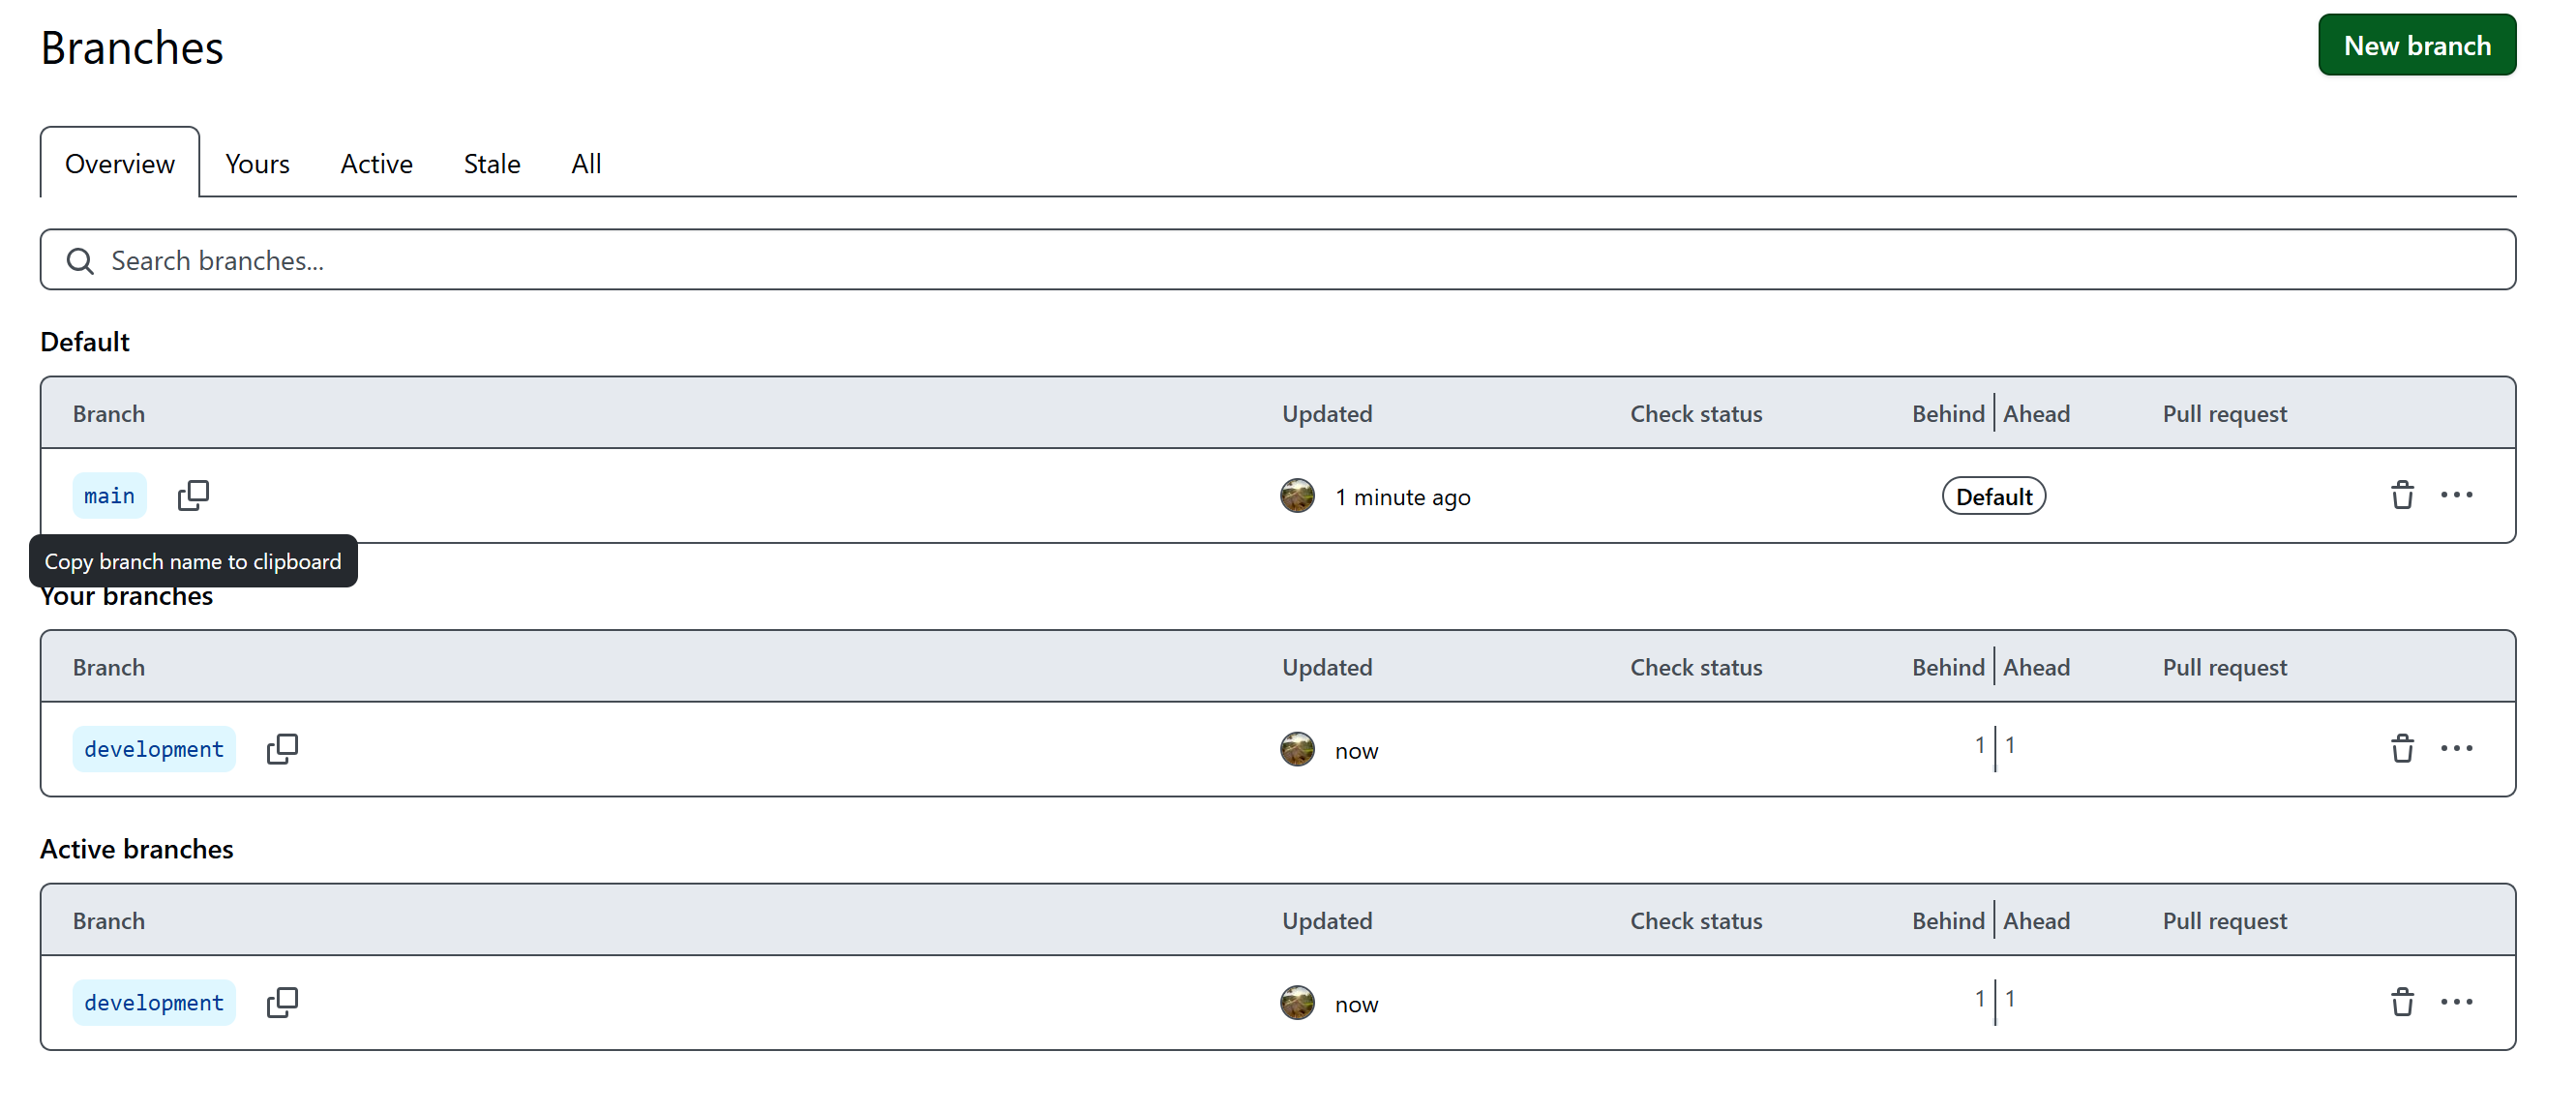 Branches
New branch
Overview Yours Active Stale All
Search branches...
Default
Branch Updated Check status Behind Ahead Pull request
main 1 minute ago Default
Copy branch name to clipboard
Your branches
Branch Updated Check status Behind Ahead Pull request
development now 1 1
Active branches
Branch Updated Check status Behind Ahead Pull request
development now 1 1